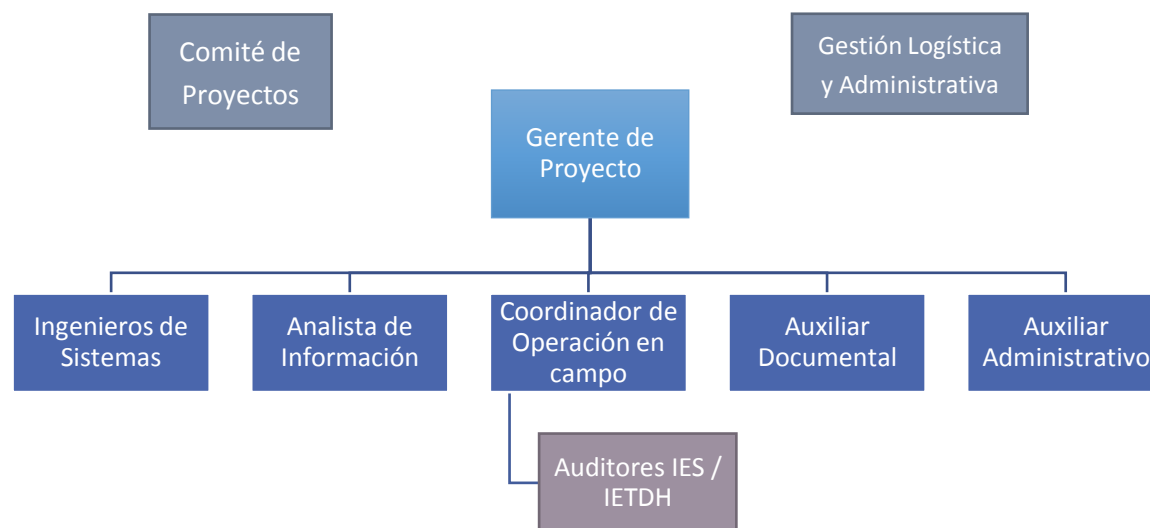 Comité de
Proyectos
Gestión Logística
y Administrativa
Gerente de
Proyecto
Ingenieros de
Sistemas
Analista de
Información
Coordinador de
Operación en
campo
Auxiliar
Documental
Auxiliar
Administrativo
Auditores IES /
IETDH